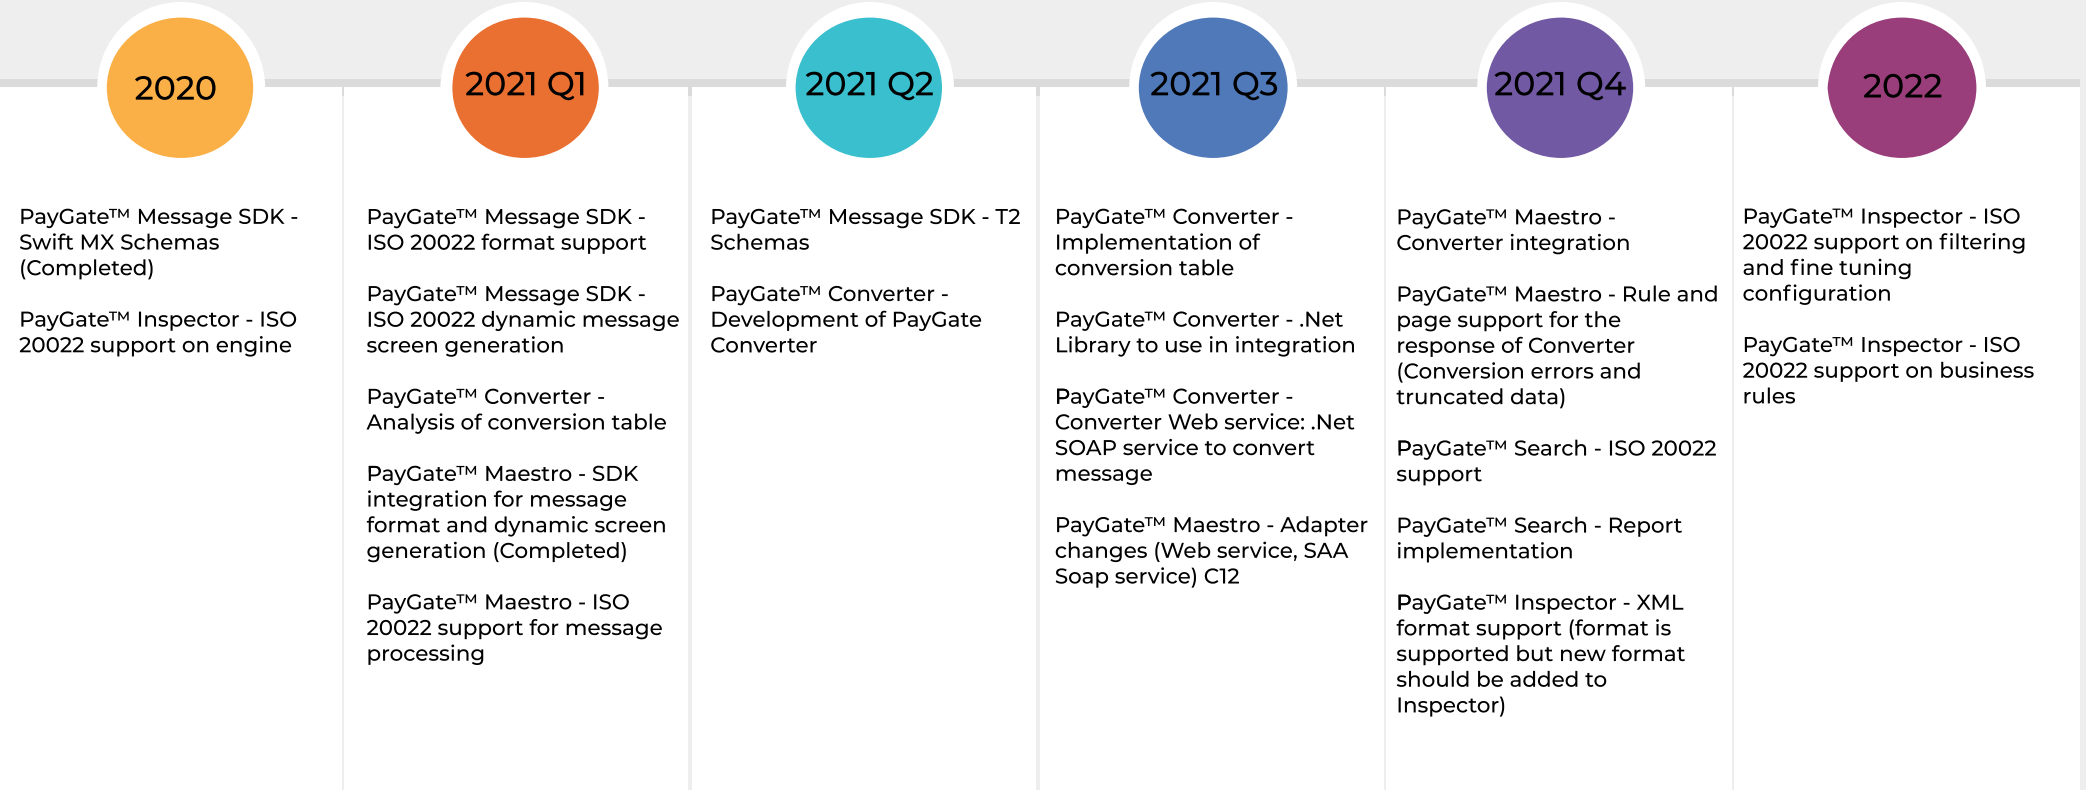 2020
2021 Q1
2021 Q2
2021 Q3
2021 Q4
2022
PayGate™ Message SDK -
Swift MX Schemas
(Completed)
PayGate™ Inspector - ISO
20022 support on engine
PayGate™ Message SDK -
ISO 20022 format support
PayGate™ Message SDK -
ISO 20022 dynamic message
screen generation
PayGate™ Converter -
Analysis of conversion table
PayGate™ Maestro - SDK
integration for message
format and dynamic screen
generation (Completed)
PayGate™ Maestro - ISO
20022 support for message
processing
PayGate™ Message SDK - T2
Schemas
PayGate™ Converter -
Development of PayGate
Converter
PayGate™ Converter -
Implementation of
conversion table
PayGate™ Converter - .Net
Library to use in integration
PayGate™ Converter -
Converter Web service: .Net
SOAP service to convert
message
PayGate™ Maestro - Adapter
changes (Web service, SAA
Soap service) C12
PayGate™ Maestro -
Converter integration
PayGate™ Maestro - Rule and
page support for the
response of Converter
(Conversion errors and
truncated data)
PayGate™ Search - ISO 20022
support
PayGate™ Search - Report
implementation
PayGate™ Inspector - XML
format support (format is
supported but new format
should be added to
Inspector)
PayGate™ Inspector - ISO
20022 support on filtering
and fine tuning
configuration
PayGate™ Inspector - ISO
20022 support on business
rules